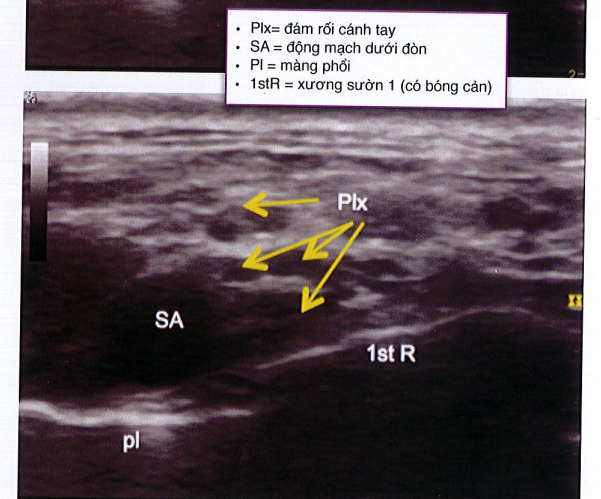 • Plx= đám rối cánh tay
• SA = động mạch dưới đòn
• Pl = màng phổi
• 1stR = xương sườn 1 (có bóng cản)
2-
Plx
SA
1st R
pl